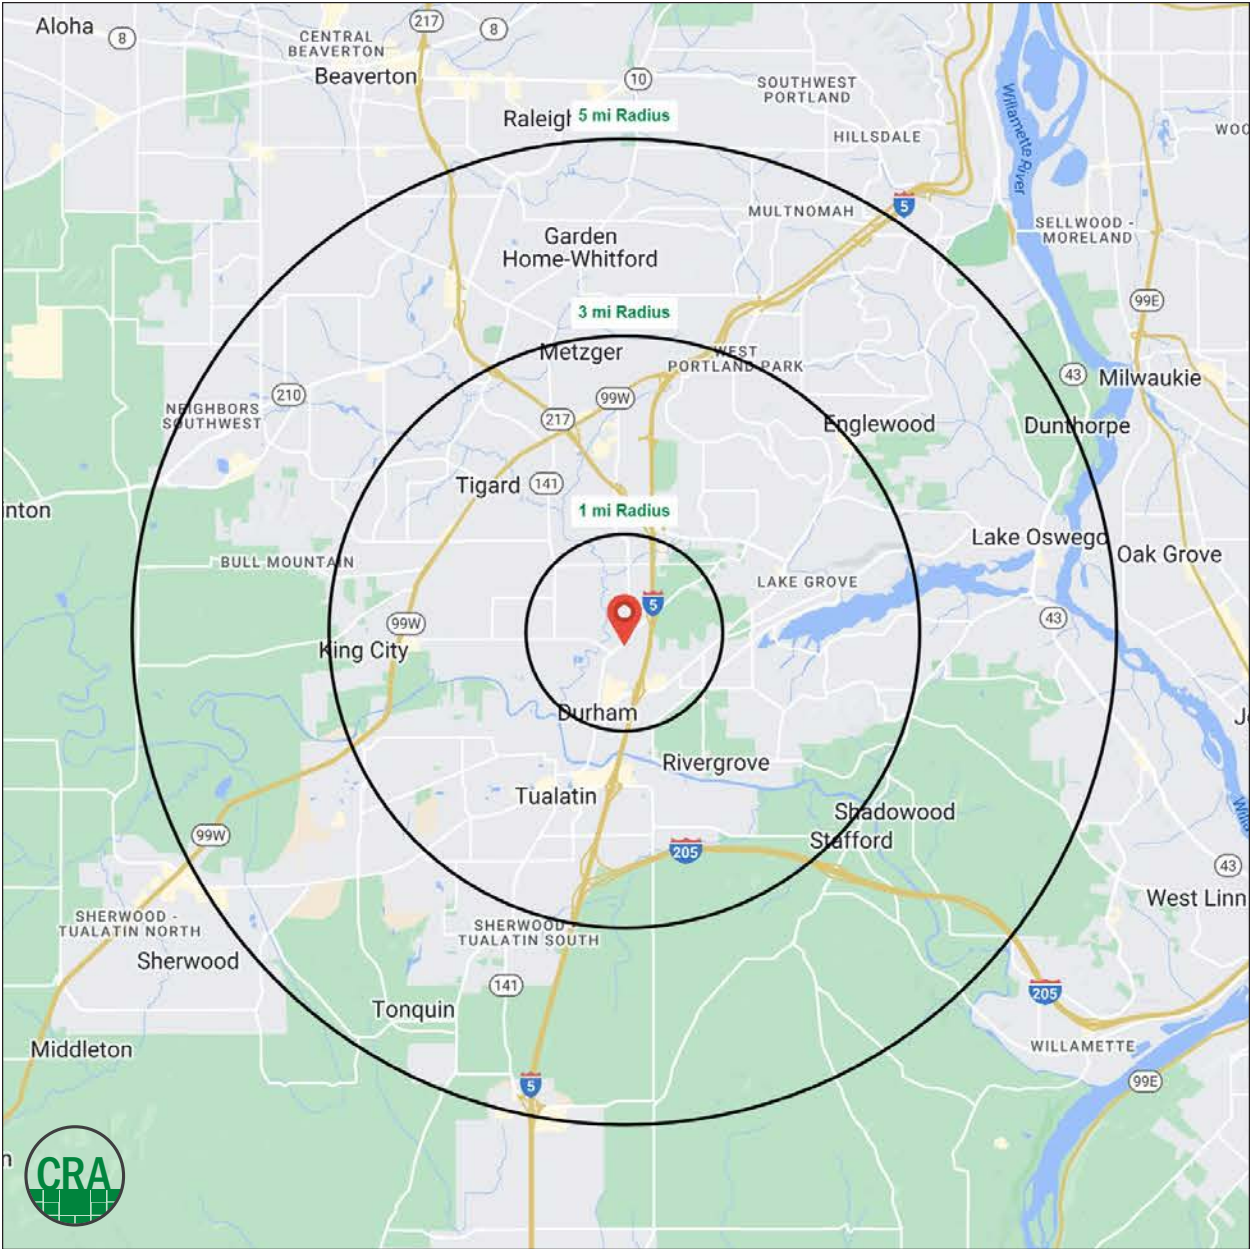 Aloha
8
217
8
CENTRAL
BEAVERTON
Beaverton
10
SOUTHWEST
PORTLAND
5 mi Radius
HILLSDALE
Willamette River
MULTNOMAH
5
SELLWOOD -
MORELAND
Garden
Home-Whitford
99E
3 mi Radius
Metzger
WEST
PORTLAND PARK
43
Milwaukie
210
99W
NEIGHBORS
SOUTHWEST
217
Englewood
Dunthorpe
Tigard
141
1 mi Radius
Lake Oswego
Oak Grove
BULL MOUNTAIN
LAKE GROVE
5
99W
43
King City
Durham
Rivergrove
Tualatin
Shadowood
Stafford
99W
205
43
West Linn
SHERWOOD -
TUALATIN NORTH
SHERWOOD -
TUALATIN SOUTH
Sherwood
141
205
Tonquin
Middleton
WILLAMETTE
5
99E
CRA